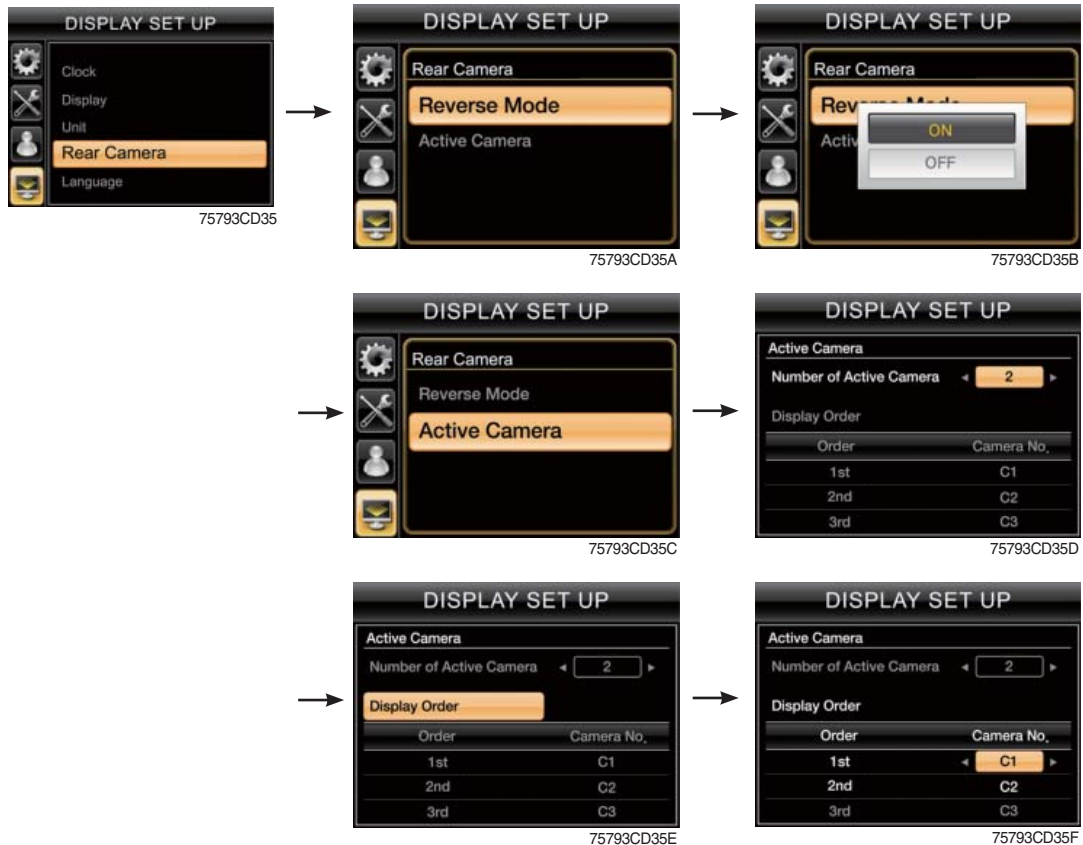 DISPLAY SET UP
Clock
Display
Unit
Rear Camera
Language
75793CD35
DISPLAY SET UP
Rear Camera
Reverse Mode
Active Camera
75793CD35A
DISPLAY SET UP
Rear Camera
Reverse Mode
Activ
ON
OFF
75793CD35B
DISPLAY SET UP
Rear Camera
Reverse Mode
Active Camera
75793CD35C
DISPLAY SET UP
Active Camera
Number of Active Camera 2
Display Order
Order Camera No.
1st C1
2nd C2
3rd C3
75793CD35D
DISPLAY SET UP
Active Camera
Number of Active Camera 2
Display Order
Order Camera No.
1st C1
2nd C2
3rd C3
75793CD35E
DISPLAY SET UP
Active Camera
Number of Active Camera 2
Display Order
Order Camera No.
1st C1
2nd C2
3rd C3
75793CD35F